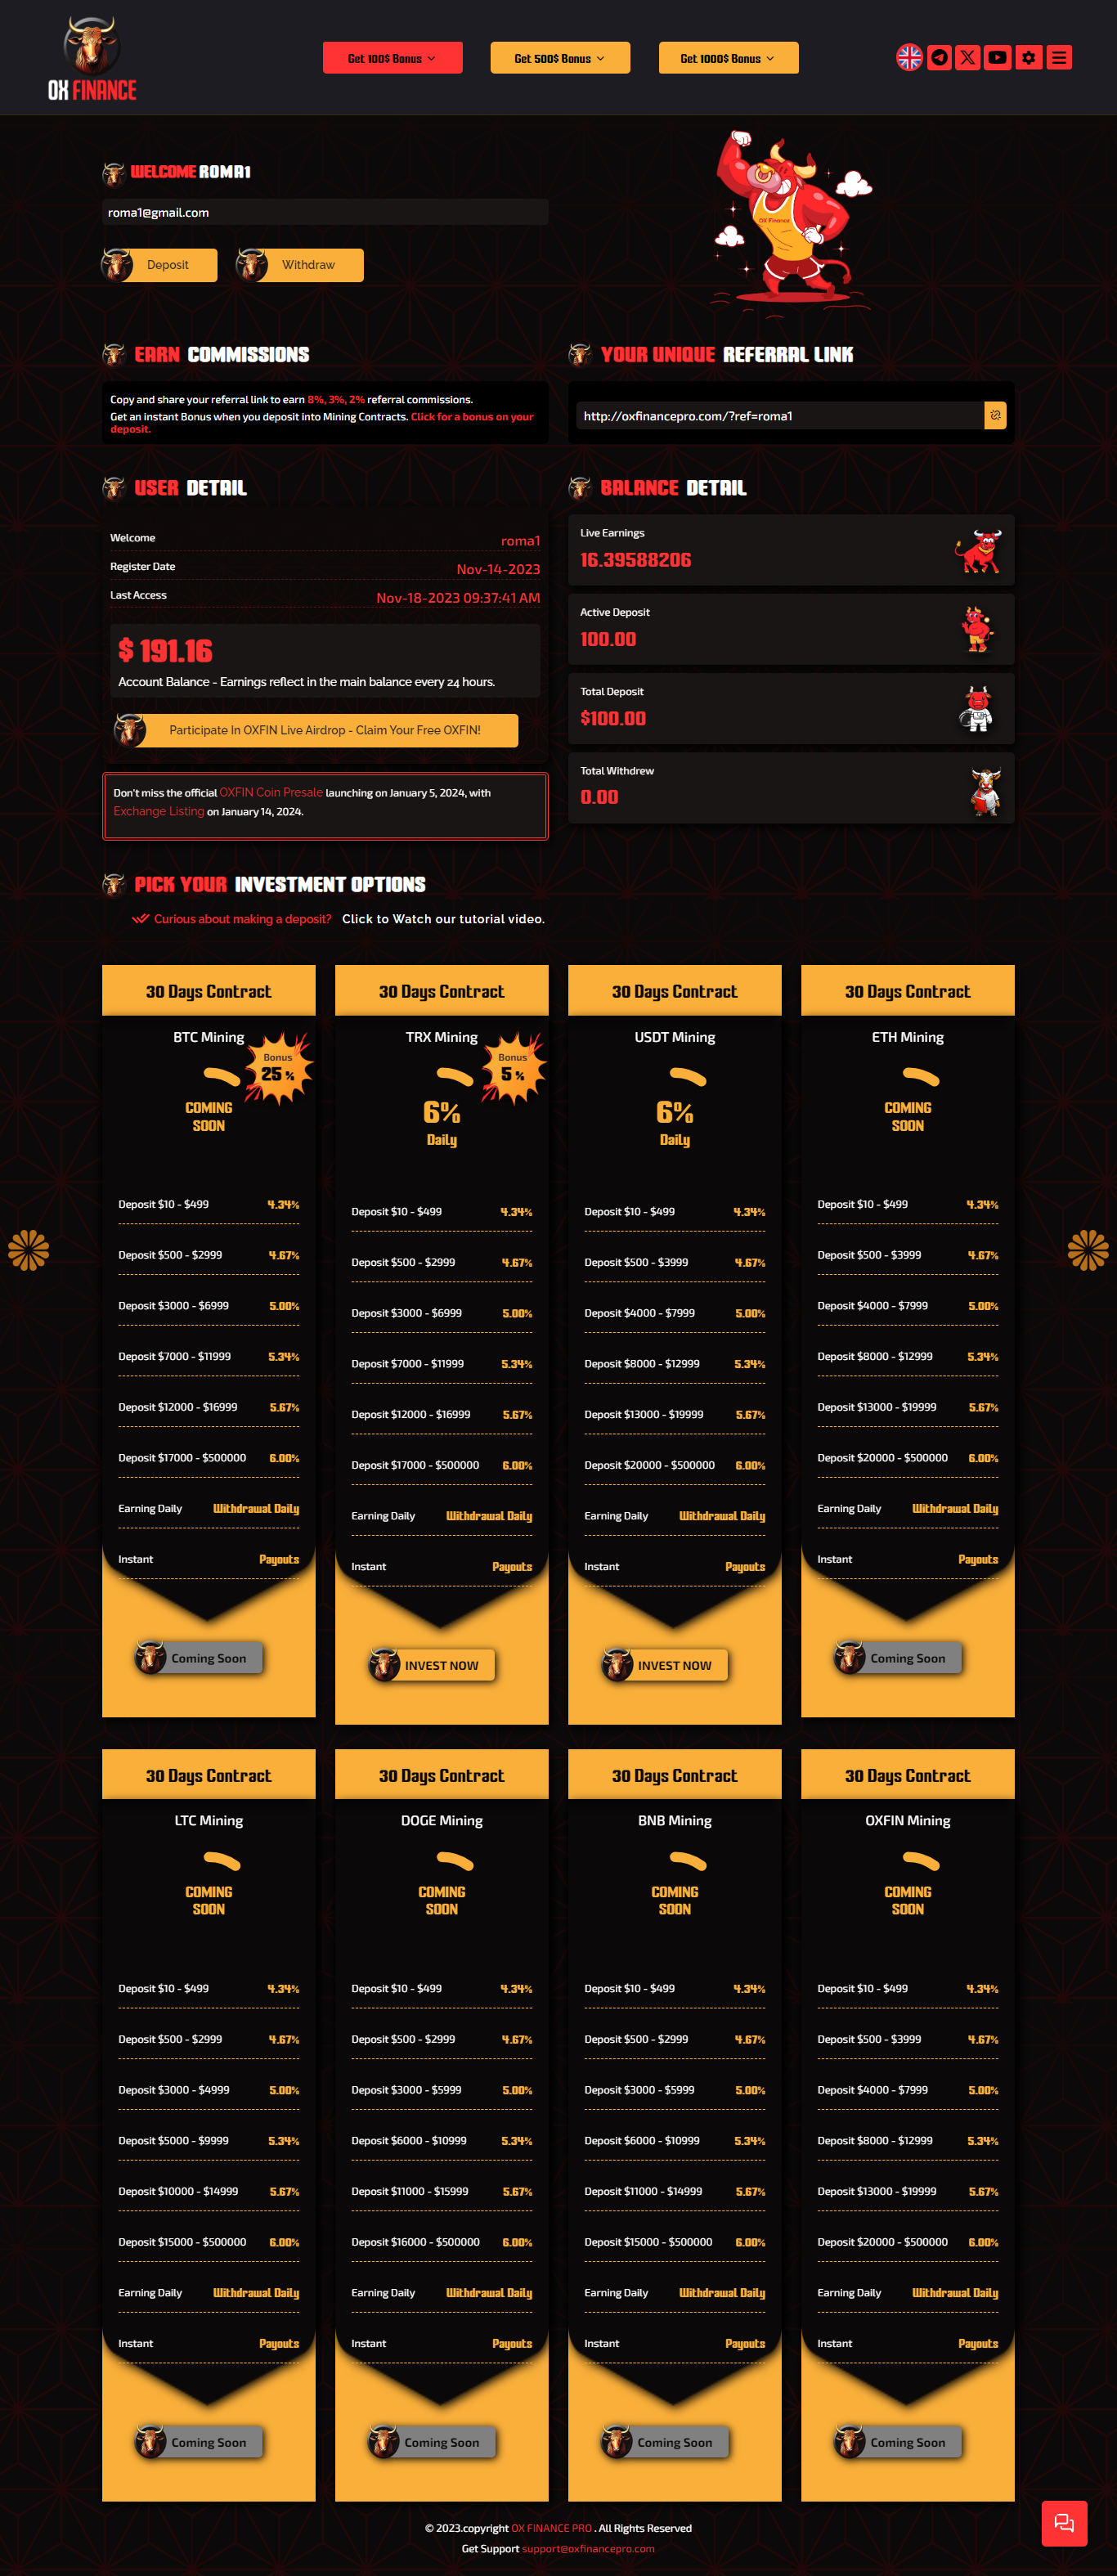 OX FINANCE
Get 100$ Bonus
Get 500$ Bonus
Get 1000$ Bonus
WELCOME ROMA1
roma1@gmail.com
Deposit
Withdraw
OX Finance
EARN COMMISSIONS
Copy and share your referral link to earn 8%, 3%, 2% referral commissions.
Get an instant Bonus when you deposit into Mining Contracts. Click for a bonus on your
deposit.
YOUR UNIQUE REFERRAL LINK
http://oxfinancepro.com/?ref=roma1
USER DETAIL
Welcome roma1
Register Date Nov-14-2023
Last Access Nov-18-2023 09:37:41 AM
$ 191.16
Account Balance - Earnings reflect in the main balance every 24 hours.
Participate In OXFIN Live Airdrop - Claim Your Free OXFIN!
Don't miss the official OXFIN Coin Presale launching on January 5, 2024, with
Exchange Listing on January 14, 2024.
BALANCE DETAIL
Live Earnings
16.39588206
Active Deposit
100.00
Total Deposit
$100.00
Total Withdrew
0.00
PICK YOUR INVESTMENT OPTIONS
Curious about making a deposit? Click to Watch our tutorial video.
30 Days Contract
BTC Mining
Bonus
25 %
COMING
SOON
Deposit $10 - $499 4.34%
Deposit $500 - $2999 4.67%
Deposit $3000 - $6999 5.00%
Deposit $7000 - $11999 5.34%
Deposit $12000 - $16999 5.67%
Deposit $17000 - $500000 6.00%
Earning Daily Withdrawal Daily
Instant Payouts
Coming Soon
30 Days Contract
TRX Mining
Bonus
5 %
6%
Daily
Deposit $10 - $499 4.34%
Deposit $500 - $2999 4.67%
Deposit $3000 - $6999 5.00%
Deposit $7000 - $11999 5.34%
Deposit $12000 - $16999 5.67%
Deposit $17000 - $500000 6.00%
Earning Daily Withdrawal Daily
Instant Payouts
INVEST NOW
30 Days Contract
USDT Mining
6%
Daily
Deposit $10 - $499 4.34%
Deposit $500 - $3999 4.67%
Deposit $4000 - $7999 5.00%
Deposit $8000 - $12999 5.34%
Deposit $13000 - $19999 5.67%
Deposit $20000 - $500000 6.00%
Earning Daily Withdrawal Daily
Instant Payouts
INVEST NOW
30 Days Contract
ETH Mining
COMING
SOON
Deposit $10 - $499 4.34%
Deposit $500 - $3999 4.67%
Deposit $4000 - $7999 5.00%
Deposit $8000 - $12999 5.34%
Deposit $13000 - $19999 5.67%
Deposit $20000 - $500000 6.00%
Earning Daily Withdrawal Daily
Instant Payouts
Coming Soon
30 Days Contract
LTC Mining
COMING
SOON
Deposit $10 - $499 4.34%
Deposit $500 - $2999 4.67%
Deposit $3000 - $4999 5.00%
Deposit $5000 - $9999 5.34%
Deposit $10000 - $14999 5.67%
Deposit $15000 - $500000 6.00%
Earning Daily Withdrawal Daily
Instant Payouts
Coming Soon
30 Days Contract
DOGE Mining
COMING
SOON
Deposit $10 - $499 4.34%
Deposit $500 - $2999 4.67%
Deposit $3000 - $5999 5.00%
Deposit $6000 - $10999 5.34%
Deposit $11000 - $15999 5.67%
Deposit $16000 - $500000 6.00%
Earning Daily Withdrawal Daily
Instant Payouts
Coming Soon
30 Days Contract
BNB Mining
COMING
SOON
Deposit $10 - $499 4.34%
Deposit $500 - $2999 4.67%
Deposit $3000 - $5999 5.00%
Deposit $6000 - $10999 5.34%
Deposit $11000 - $14999 5.67%
Deposit $15000 - $500000 6.00%
Earning Daily Withdrawal Daily
Instant Payouts
Coming Soon
30 Days Contract
OXFIN Mining
COMING
SOON
Deposit $10 - $499 4.34%
Deposit $500 - $3999 4.67%
Deposit $4000 - $7999 5.00%
Deposit $8000 - $12999 5.34%
Deposit $13000 - $19999 5.67%
Deposit $20000 - $500000 6.00%
Earning Daily Withdrawal Daily
Instant Payouts
Coming Soon
© 2023.copyright OX FINANCE PRO . All Rights Reserved
Get Support support@oxfinancepro.com